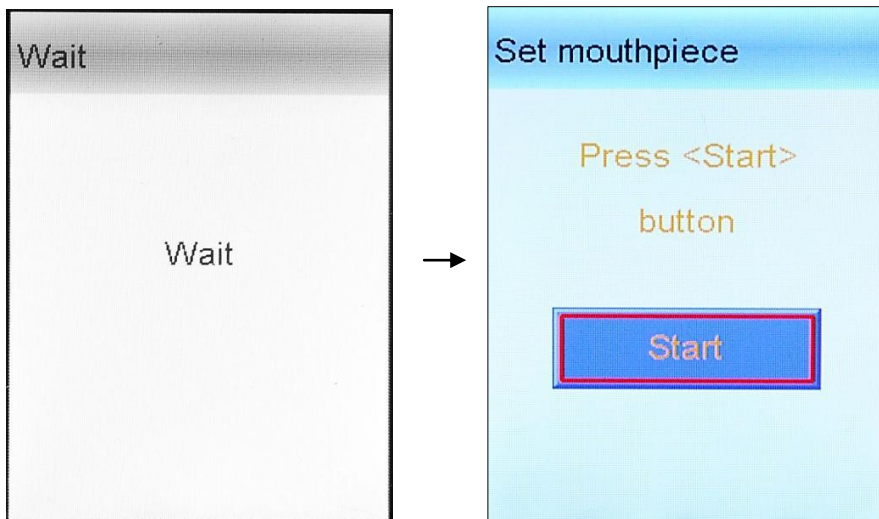 Wait
Wait
Set mouthpiece
Press <Start>
button
Start